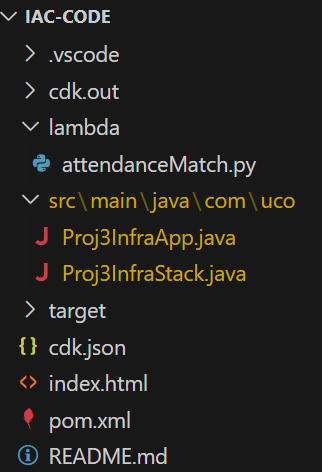 IAC-CODE
.vscode
cdk.out
lambda
attendanceMatch.py
src\main\java\com\uco
Proj3InfraApp.java
Proj3InfraStack.java
target
cdk.json
index.html
pom.xml
README.md